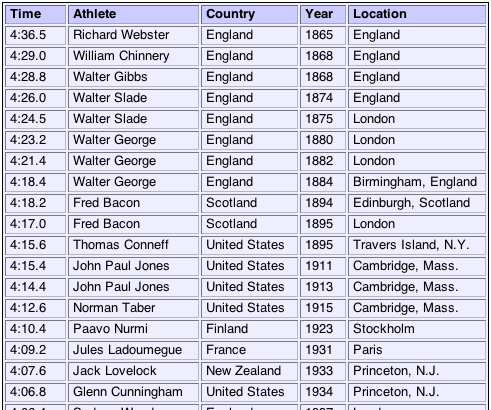 Time Athlete Country Year Location
4:36.5 Richard Webster England 1865 England
4:29.0 William Chinnery England 1868 England
4:28.8 Walter Gibbs England 1868 England
4:26.0 Walter Slade England 1874 England
4:24.5 Walter Slade England 1875 London
4:23.2 Walter George England 1880 London
4:21.4 Walter George England 1882 London
4:18.4 Walter George England 1884 Birmingham, England
4:18.2 Fred Bacon Scotland 1894 Edinburgh, Scotland
4:17.0 Fred Bacon Scotland 1895 London
4:15.6 Thomas Conneff United States 1895 Travers Island, N.Y.
4:15.4 John Paul Jones United States 1911 Cambridge, Mass.
4:14.4 John Paul Jones United States 1913 Cambridge, Mass.
4:12.6 Norman Taber United States 1915 Cambridge, Mass.
4:10.4 Paavo Nurmi Finland 1923 Stockholm
4:09.2 Jules Ladoumegue France 1931 Paris
4:07.6 Jack Lovelock New Zealand 1933 Princeton, N.J.
4:06.8 Glenn Cunningham United States 1934 Princeton, N.J.